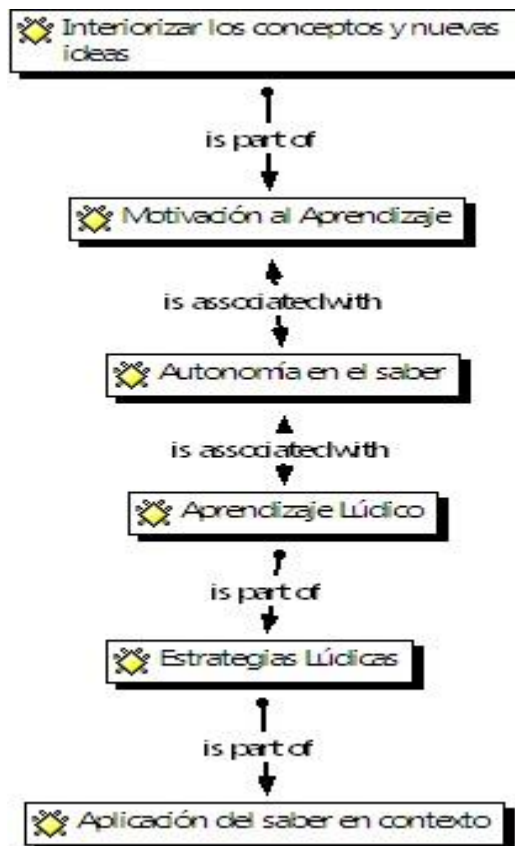 Interiorizar los conceptos y nuevas
ideas
is part of
Motivación al Aprendizaje
is associated with
Autonomía en el saber
is associated with
Aprendizaje Lúdico
is part of
Estrategias Lúdicas
is part of
Aplicación del saber en contexto